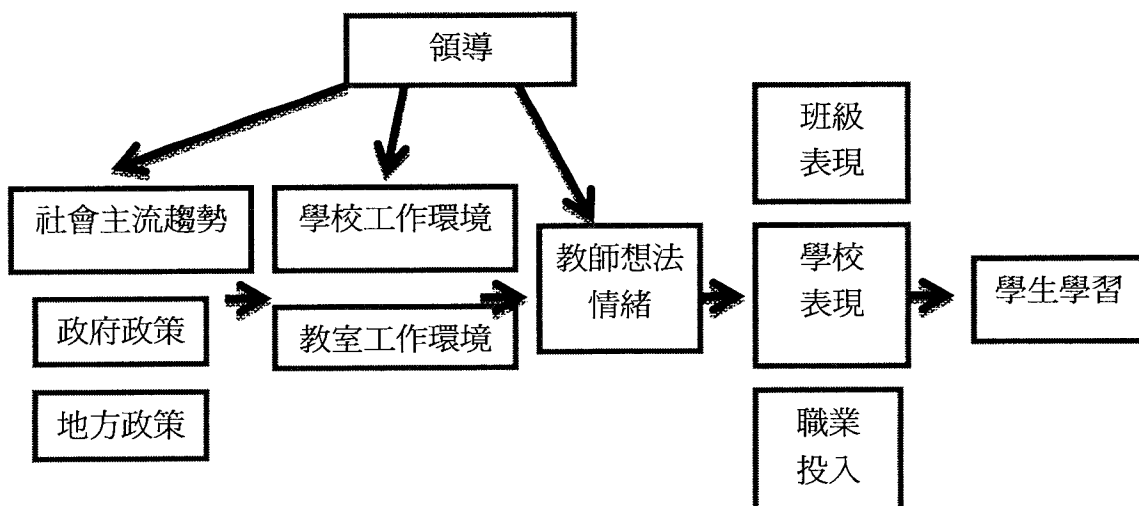 領導
社會主流趨勢
政府政策
地方政策
學校工作環境
教室工作環境
教師想法
情緒
班級
表現
學校
表現
職業
投入
學生學習